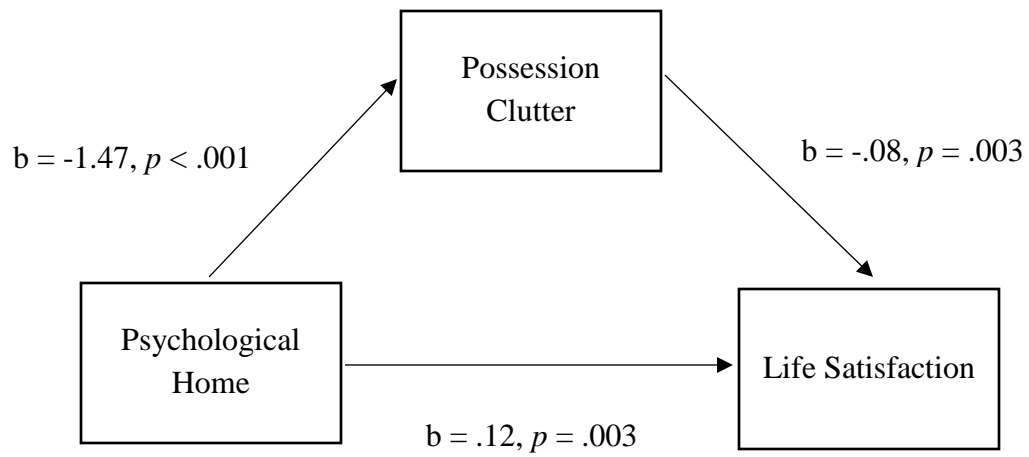 Possession
Clutter
b = -1.47, p < .001
b = -.08, p = .003
Psychological
Home
Life Satisfaction
b = .12, p = .003